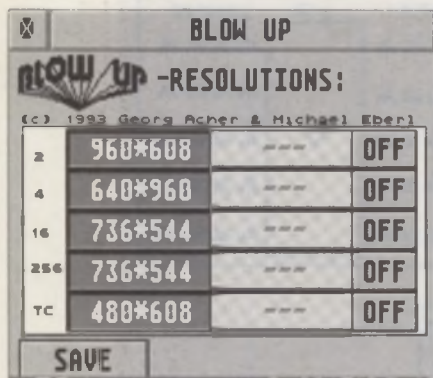 BLOW UP
BLOW UP -RESOLUTIONS:
(c) 1993 Georg Acher & Michael Eberl
2 960*608 --- OFF
4 640*960 --- OFF
16 736*544 --- OFF
256 736*544 --- OFF
TC 480*608 --- OFF
SAVE